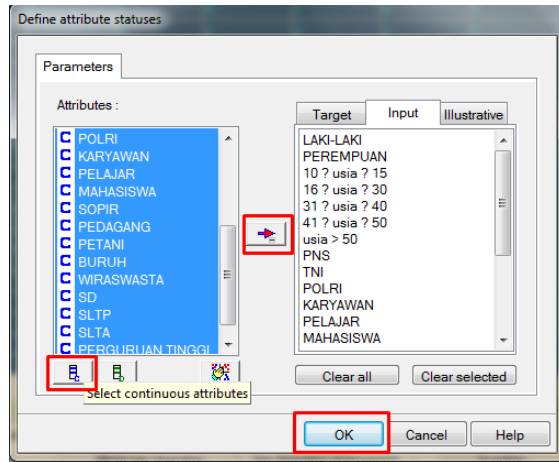 Define attribute statuses
Parameters
Attributes :
C POLRI
C KARYAWAN
C PELAJAR
C MAHASISWA
C SOPIR
C PEDAGANG
C PETANI
C BURUH
C WIRASWASTA
C SD
C SLTP
C SLTA
C PERGURUAN TINGGI
Select continuous attributes
Target Input Illustrative
LAKI-LAKI
PEREMPUAN
10 ? usia ? 15
16 ? usia ? 30
31 ? usia ? 40
41 ? usia ? 50
usia > 50
PNS
TNI
POLRI
KARYAWAN
PELAJAR
MAHASISWA
Clear all Clear selected
OK Cancel Help